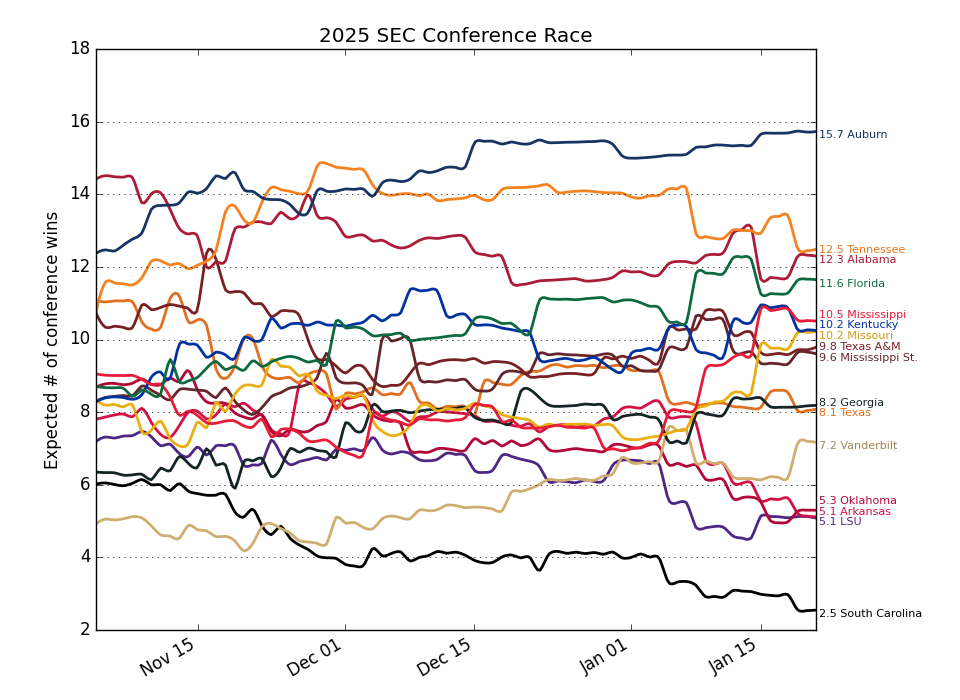 2025 SEC Conference Race
Expected # of conference wins
18
16
14
12
10
8
6
4
2
Nov 15
Dec 01
Dec 15
Jan 01
Jan 15
15.7 Auburn
12.5 Tennessee
12.3 Alabama
11.6 Florida
10.5 Mississippi
10.2 Kentucky
10.2 Missouri
9.8 Texas A&M
9.6 Mississippi St.
8.2 Georgia
8.1 Texas
7.2 Vanderbilt
5.3 Oklahoma
5.1 Arkansas
5.1 LSU
2.5 South Carolina